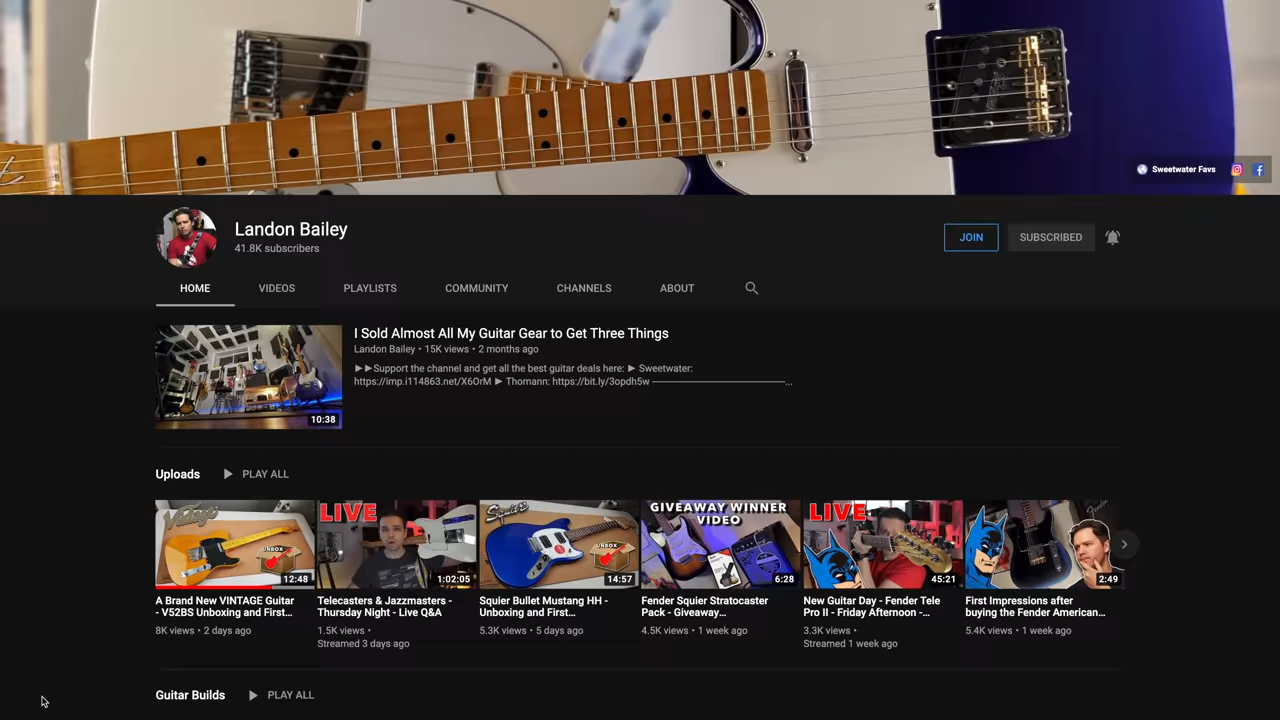 Sweetwater Favs
Landon Bailey
41.8K subscribers
JOIN
SUBSCRIBED
HOME
VIDEOS
PLAYLISTS
COMMUNITY
CHANNELS
ABOUT
I Sold Almost All My Guitar Gear to Get Three Things
Landon Bailey • 15K views • 2 months ago
▶▶Support the channel and get all the best guitar deals here: ▶ Sweetwater:
https://imp.i114863.net/X6OrM ▶ Thomann: https://bit.ly/3opdh5w —————————————...
10:38
Uploads
PLAY ALL
Vintage
UNBOX
12:48
A Brand New VINTAGE Guitar
- V52BS Unboxing and First...
8K views • 2 days ago
LIVE
1:02:05
Telecasters & Jazzmasters -
Thursday Night - Live Q&A
1.5K views •
Streamed 3 days ago
Squier
UNBOX
14:57
Squier Bullet Mustang HH -
Unboxing and First...
5.3K views • 5 days ago
GIVEAWAY WINNER
VIDEO
6:28
Fender Squier Stratocaster
Pack - Giveaway...
4.5K views • 1 week ago
LIVE
45:21
New Guitar Day - Fender Tele
Pro II - Friday Afternoon -...
3.3K views •
Streamed 1 week ago
Fender
2:49
First Impressions after
buying the Fender American...
5.4K views • 1 week ago
Guitar Builds
PLAY ALL